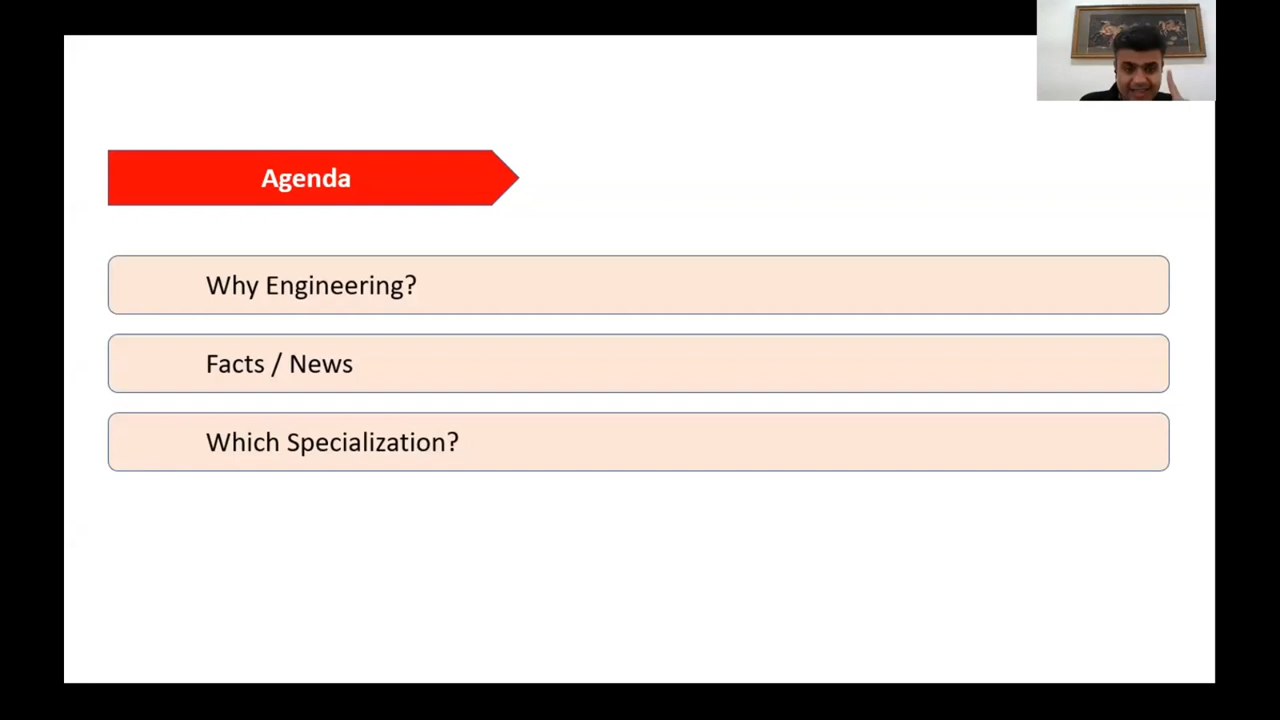 Agenda
Why Engineering?
Facts / News
Which Specialization?